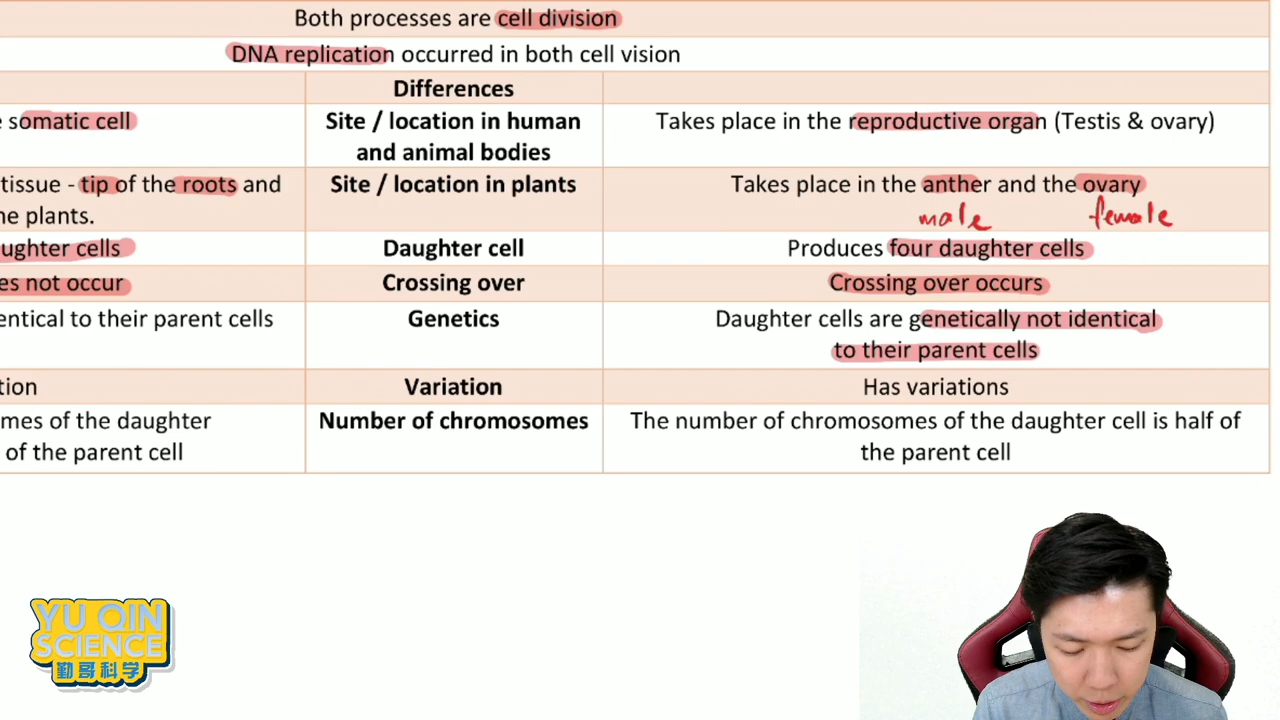 Both processes are cell division
DNA replication occurred in both cell vision
Differences
somatic cell
Site / location in human
and animal bodies
Takes place in the reproductive organ (Testis & ovary)
tissue - tip of the roots and
plants.
Site / location in plants
Takes place in the anther and the ovary
male female
cells
Daughter cell
Produces four daughter cells
not occur
Crossing over
Crossing over occurs
to their parent cells
Genetics
Daughter cells are genetically not identical
to their parent cells
Variation
Has variations
of the daughter
of the parent cell
Number of chromosomes
The number of chromosomes of the daughter cell is half of
the parent cell
YU QIN
SCIENCE
勤哥科学